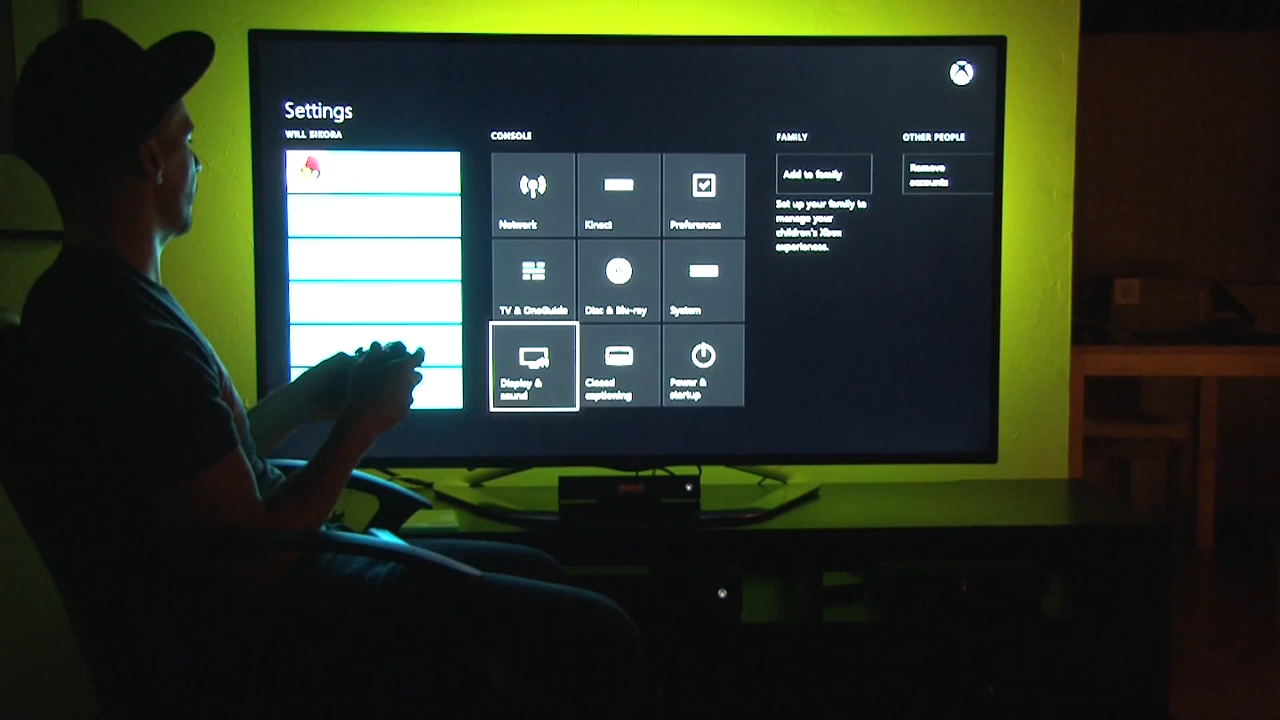 Settings
WILL SIKORA
CONSOLE
Network
Kinect
Preferences
TV & OneGuide
Disc & Blu-ray
System
Display &
sound
Closed
captioning
Power &
startup
FAMILY
Add to family
Set up your family to
manage your
children's Xbox
experiences.
OTHER PEOPLE
Remove
accounts